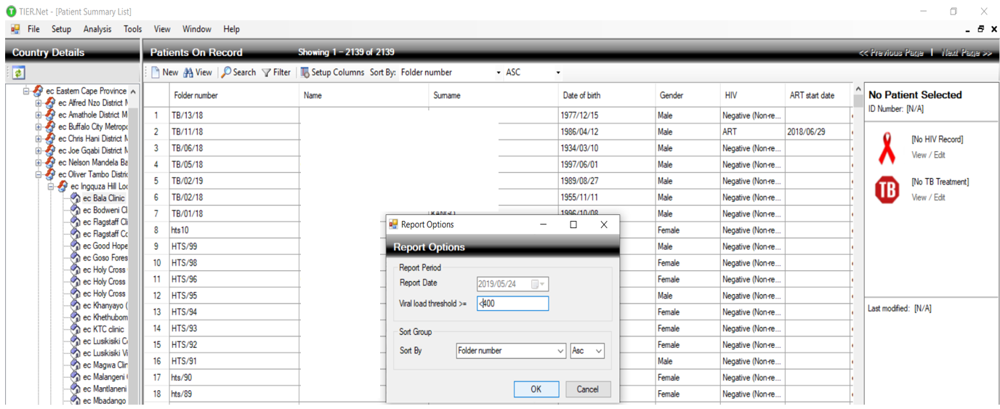 TIER.Net - [Patient Summary List]
File Setup Analysis Tools View Window Help
Country Details
Patients On Record Showing 1 – 2139 of 2139 << Previous Page | Next Page >>
New View Search Filter Setup Columns Sort By: Folder number ASC
ec Eastern Cape Province
ec Alfred Nzo District M
ec Amathole District M
ec Buffalo City Metropo
ec Chris Hani District M
ec Joe Gqabi District M
ec Nelson Mandela Ba
ec Oliver Tambo Distric
ec Ingquza Hill Loc
ec Bala Clinic
ec Bodweni Cl
ec Flagstaff Cli
ec Flagstaff Cc
ec Good Hope
ec Goso Fores
ec Holy Cross
ec Holy Cross
ec Holy Cross
ec Khanyayo (
ec Khethubom
ec KTC clinic
ec Lusikisiki C
ec Lusikisiki Vi
ec Magwa Clin
ec Malangeni
ec Mantlaneni
ec Mbadango
Folder number Name Surname Date of birth Gender HIV ART start date
1 TB/13/18 1977/12/15 Male Negative (Non-re...
2 TB/11/18 1986/04/12 Male ART 2018/06/29
3 TB/06/18 1934/03/10 Male Negative (Non-re...
4 TB/05/18 1997/06/01 Male Negative (Non-re...
5 TB/02/19 1989/08/27 Male Negative (Non-re...
6 TB/02/18 1955/11/11 Male Negative (Non-re...
7 TB/01/18 1996/10/08 Male Negative (Non-re...
8 hts10 Female Negative (Non-re...
9 HTS/99 Male Negative (Non-re...
10 HTS/98 Female Negative (Non-re...
11 HTS/96 Female Negative (Non-re...
12 HTS/95 Male Negative (Non-re...
13 HTS/94 Female Negative (Non-re...
14 HTS/93 Female Negative (Non-re...
15 HTS/92 Female Negative (Non-re...
16 HTS/91 Male Negative (Non-re...
17 hts/90 Female Negative (Non-re...
18 hts/89 Female Negative (Non-re...
Report Options
Report Options
Report Period
Report Date 2019/05/24
Viral load threshold >= <400
Sort Group
Sort By Folder number Asc
OK Cancel
No Patient Selected
ID Number: [N/A]
[No HIV Record]
View / Edit
TB
[No TB Treatment]
View / Edit
Last modified: [N/A]